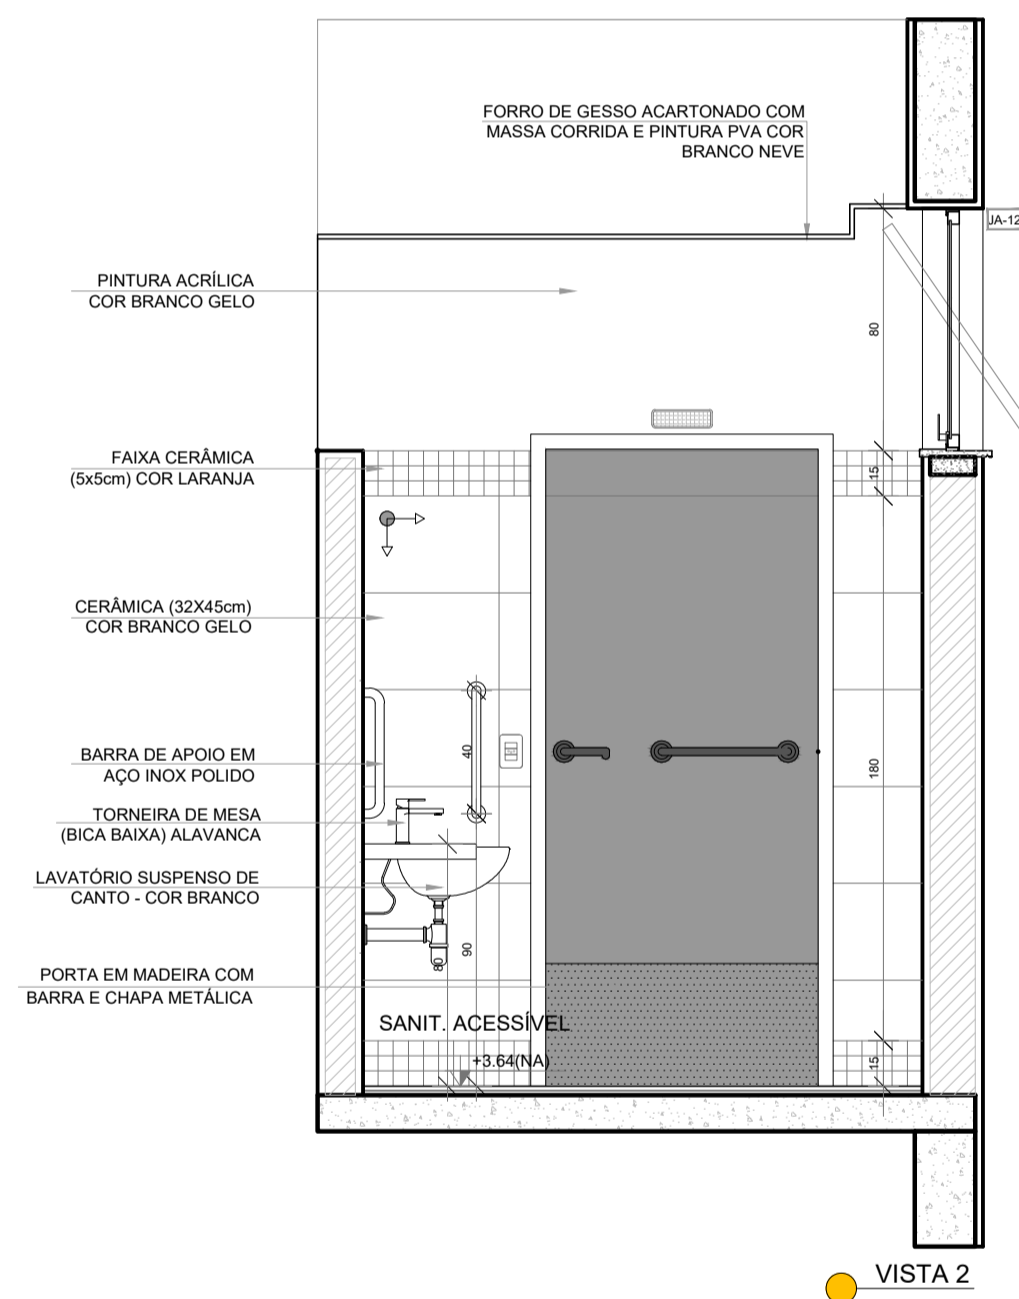 FORRO DE GESSO ACARTONADO COM
MASSA CORRIDA E PINTURA PVA COR
BRANCO NEVE
JA-12
PINTURA ACRÍLICA
COR BRANCO GELO
80
FAIXA CERÂMICA
(5x5cm) COR LARANJA
15
CERÂMICA (32X45cm)
COR BRANCO GELO
BARRA DE APOIO EM
AÇO INOX POLIDO
40
180
TORNEIRA DE MESA
(BICA BAIXA) ALAVANCA
LAVATÓRIO SUSPENSO DE
CANTO - COR BRANCO
80
90
PORTA EM MADEIRA COM
BARRA E CHAPA METÁLICA
SANIT. ACESSÍVEL
+3.64(NA)
15
VISTA 2